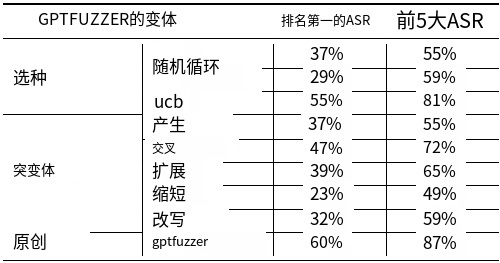 GPTFUZZER的变体 排名第一的ASR 前5大ASR
选种 随机循环 37% 55%
29% 59%
ucb 55% 81%
突变体 产生 37% 55%
交叉 47% 72%
扩展 39% 65%
缩短 23% 49%
改写 32% 59%
原创 gptfuzzer 60% 87%